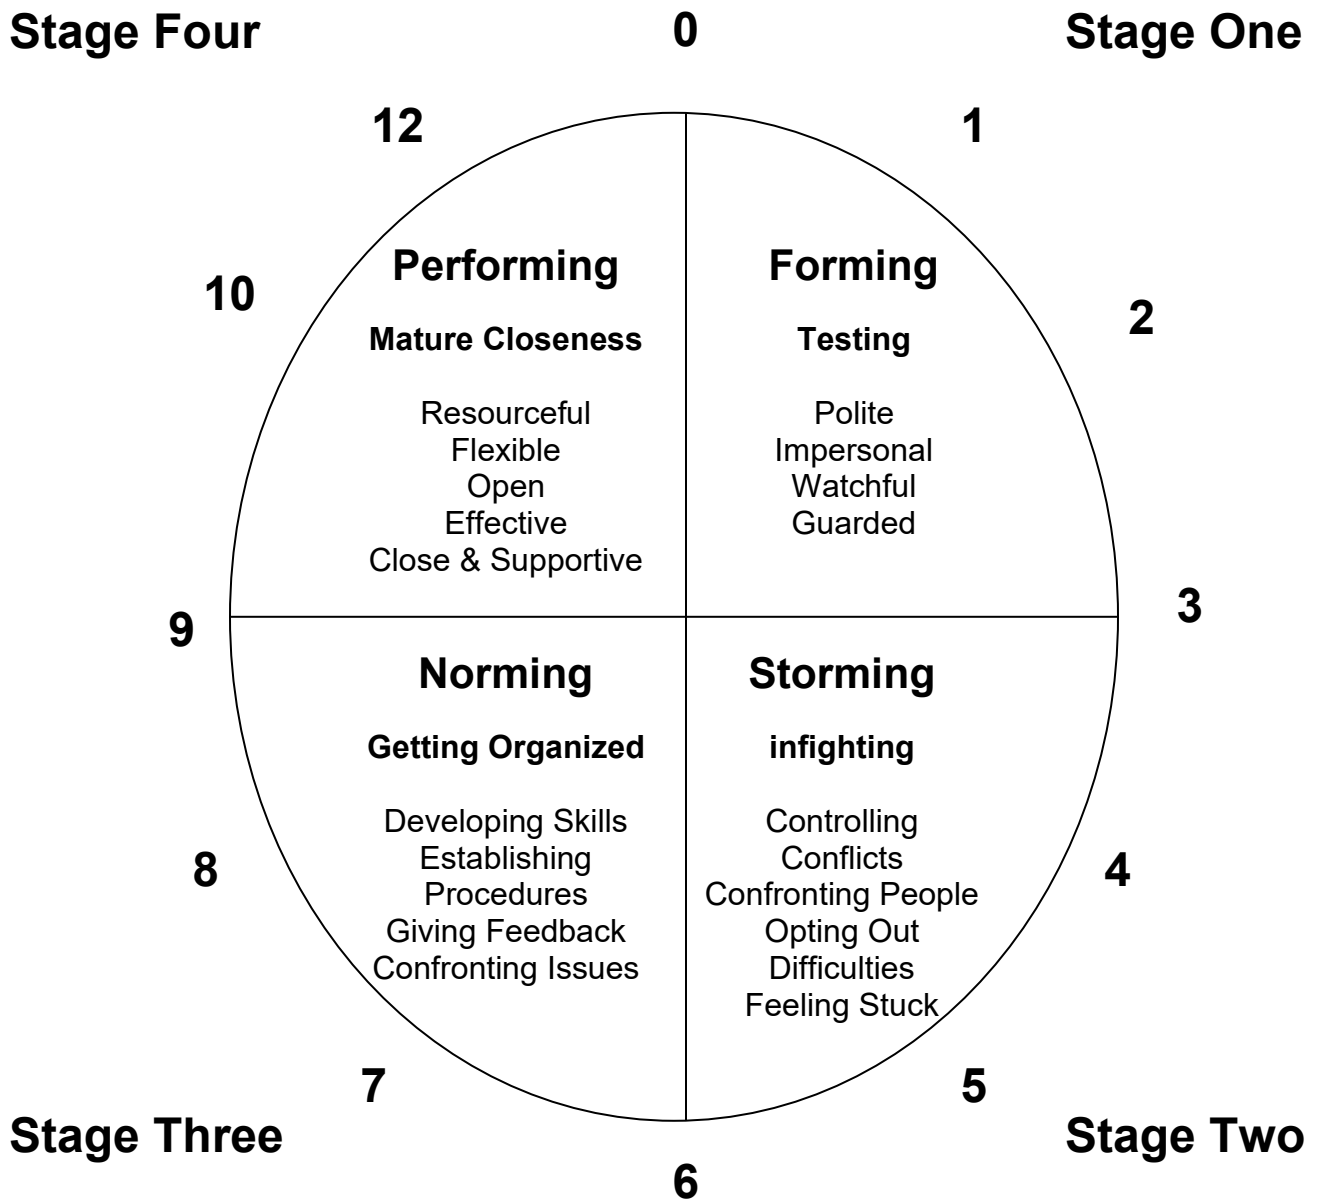 Stage Four
0
Stage One
12
1
10
2
Performing
Mature Closeness
Resourceful
Flexible
Open
Effective
Close & Supportive
Forming
Testing
Polite
Impersonal
Watchful
Guarded
9
3
Norming
Getting Organized
Developing Skills
Establishing
Procedures
Giving Feedback
Confronting Issues
Storming
infighting
Controlling
Conflicts
Confronting People
Opting Out
Difficulties
Feeling Stuck
8
4
7
5
Stage Three
6
Stage Two